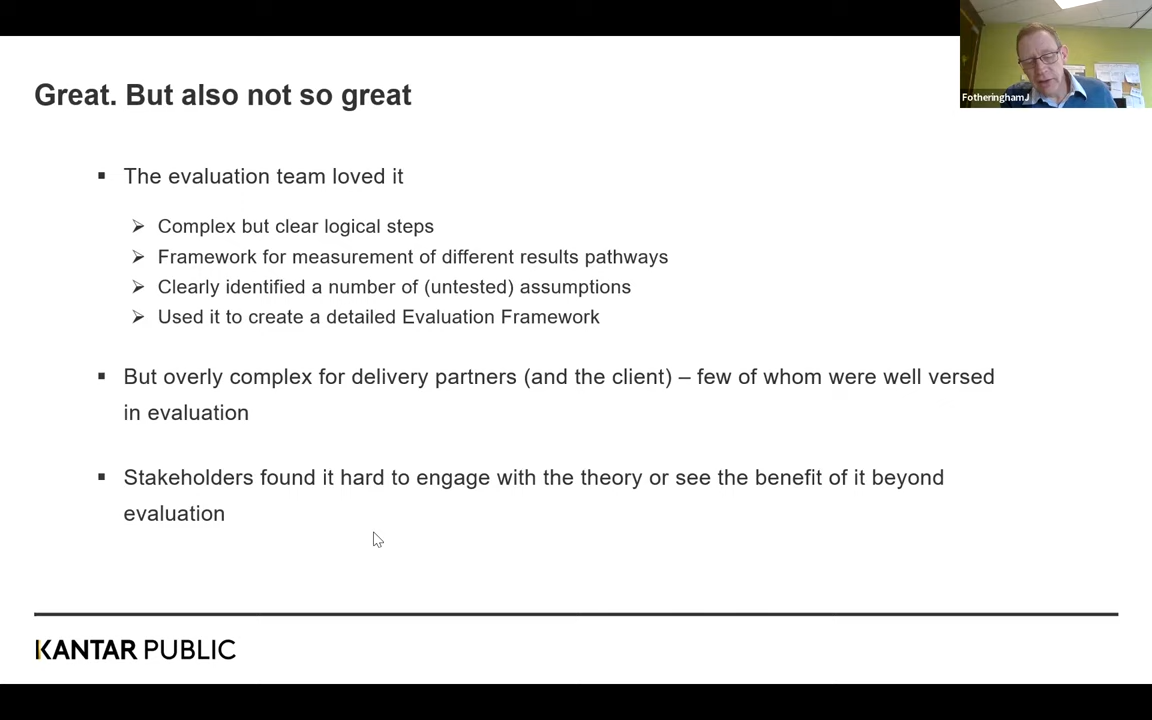 Great. But also not so great
FotheringhamJ
▪ The evaluation team loved it
➢ Complex but clear logical steps
➢ Framework for measurement of different results pathways
➢ Clearly identified a number of (untested) assumptions
➢ Used it to create a detailed Evaluation Framework
▪ But overly complex for delivery partners (and the client) – few of whom were well versed
in evaluation
▪ Stakeholders found it hard to engage with the theory or see the benefit of it beyond
evaluation
KANTAR PUBLIC